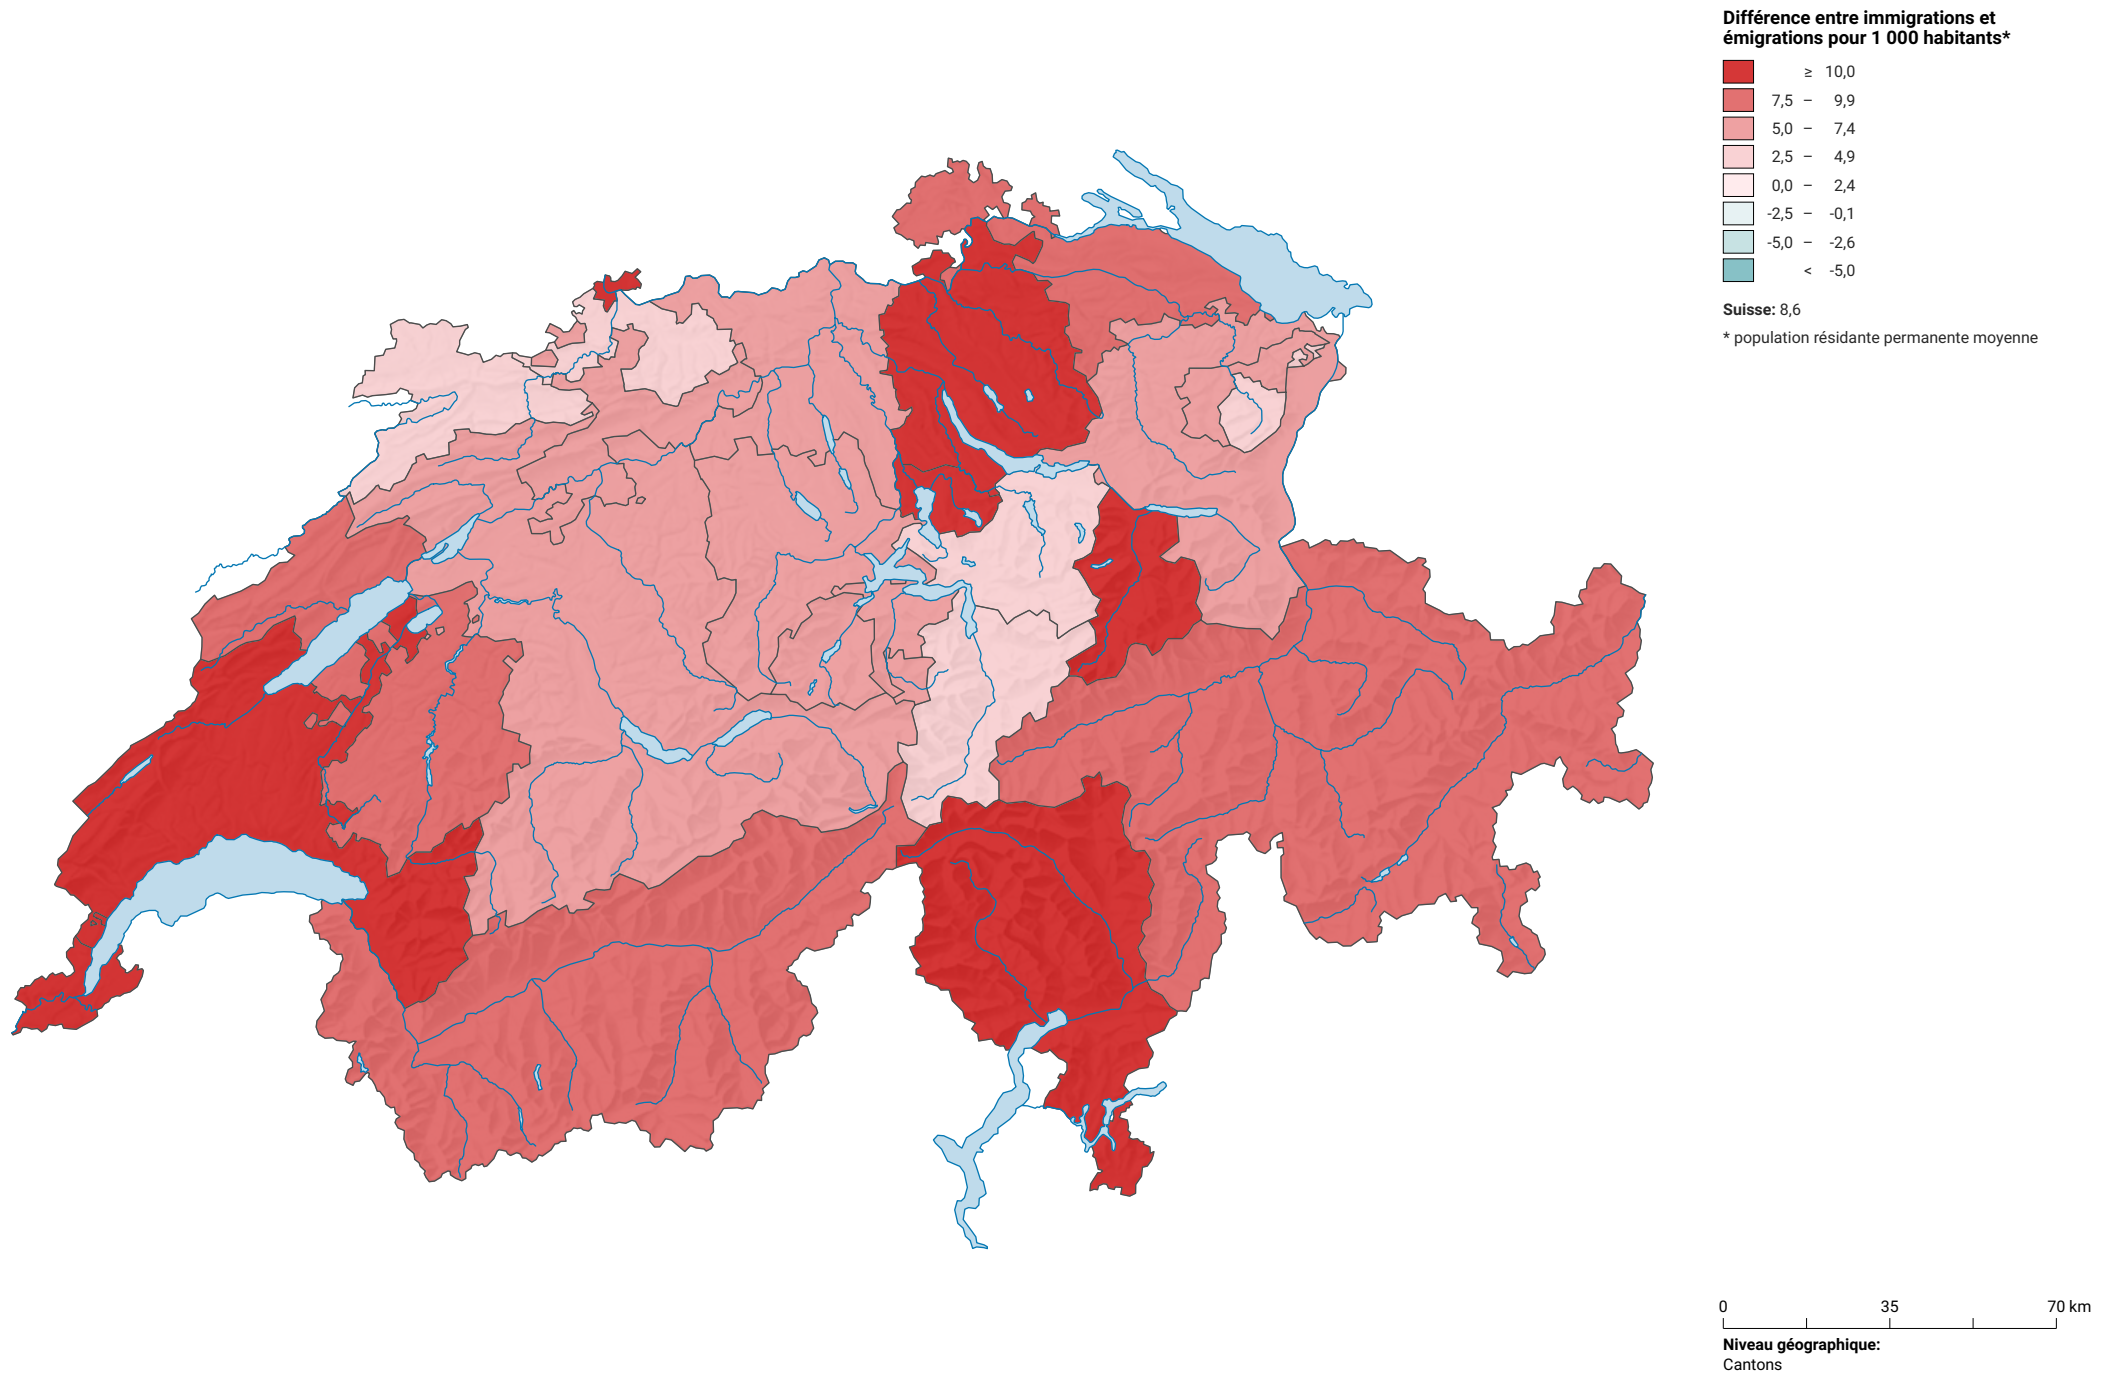 Différence entre immigrations et
émigrations pour 1 000 habitants*
≥ 10,0
7,5 – 9,9
5,0 – 7,4
2,5 – 4,9
0,0 – 2,4
-2,5 – -0,1
-5,0 – -2,6
< -5,0
Suisse: 8,6
* population résidante permanente moyenne
0 35 70 km
Niveau géographique:
Cantons